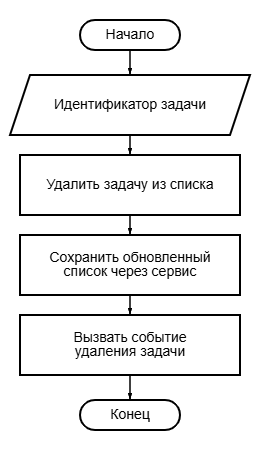 Начало
Идентификатор задачи
Удалить задачу из списка
Сохранить обновленный
список через сервис
Вызвать событие
удаления задачи
Конец